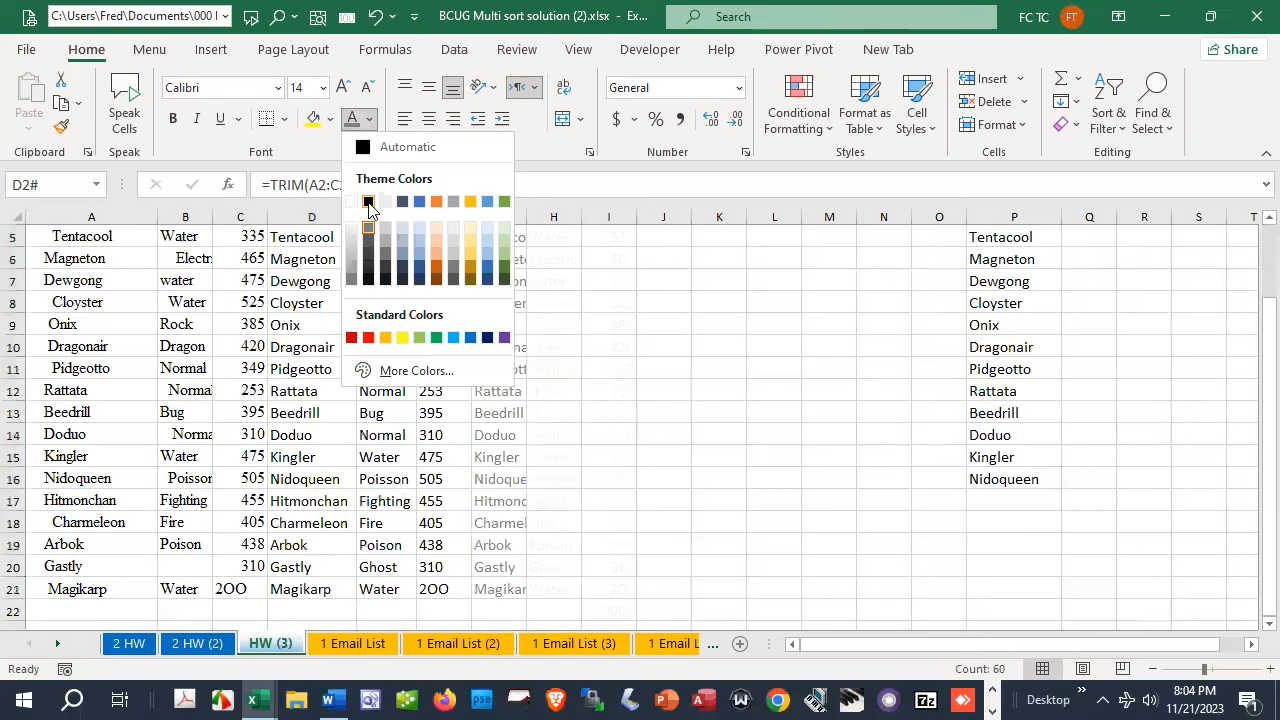 C:\Users\Fred\Documents\000 I
BCUG Multi sort solution (2).xlsx - Ex...
Search
FC TC
FT
File Home Menu Insert Page Layout Formulas Data Review View Developer Help Power Pivot New Tab Share
Paste
Speak Cells
Calibri 14
General
Conditional Formatting
Format as Table
Cell Styles
Insert
Delete
Format
Sort & Filter
Find & Select
Clipboard Speak Font Number Styles Cells Editing
Automatic
Theme Colors
Standard Colors
More Colors...
D2# =TRIM(A2:C2
A B C D H I J K L M N O P Q R S T
5 Tentacool Water 335 Tentacool Tentacool
6 Magneton Electr 465 Magneton Magneton
7 Dewgong water 475 Dewgong Dewgong
8 Cloyster Water 525 Cloyster Cloyster
9 Onix Rock 385 Onix Onix
10 Dragonair Dragon 420 Dragonair Dragonair
11 Pidgeotto Normal 349 Pidgeotto Pidgeotto
12 Rattata Norma 253 Rattata Normal 253 Rattata Rattata
13 Beedrill Bug 395 Beedrill Bug 395 Beedrill Beedrill
14 Doduo Norma 310 Doduo Normal 310 Doduo Doduo
15 Kingler Water 475 Kingler Water 475 Kingler Kingler
16 Nidoqueen Poisson 505 Nidoqueen Poisson 505 Nidoque Nidoqueen
17 Hitmonchan Fighting 455 Hitmonchan Fighting 455 Hitmonc
18 Charmeleon Fire 405 Charmeleon Fire 405 Charmel
19 Arbok Poison 438 Arbok Poison 438 Arbok
20 Gastly 310 Gastly Ghost 310 Gastly
21 Magikarp Water 2OO Magikarp Water 2OO Magikar
22
2 HW 2 HW (2) HW (3) 1 Email List 1 Email List (2) 1 Email List (3) 1 Email L ...
Ready
Count: 60
Desktop
8:04 PM
11/21/2023